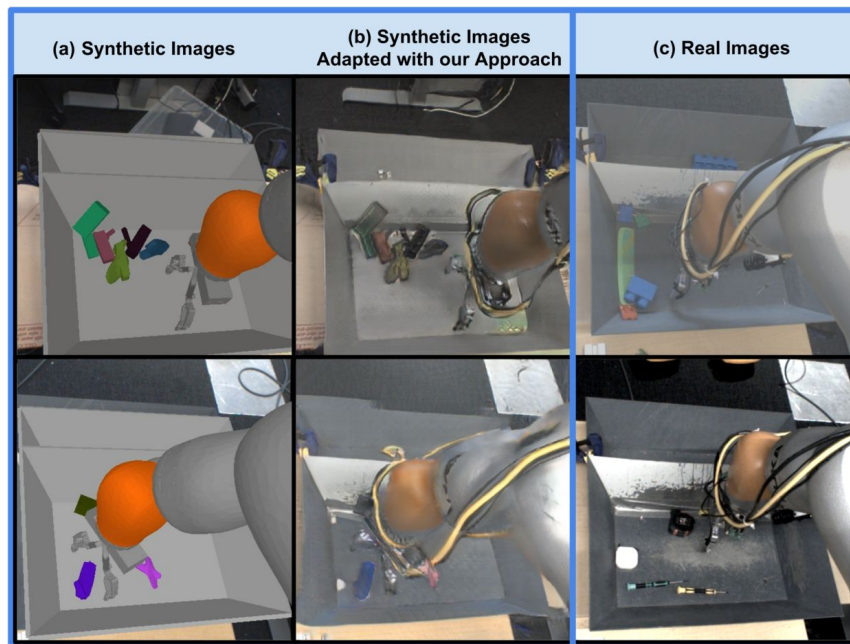 (a) Synthetic Images
(b) Synthetic Images
Adapted with our Approach
(c) Real Images